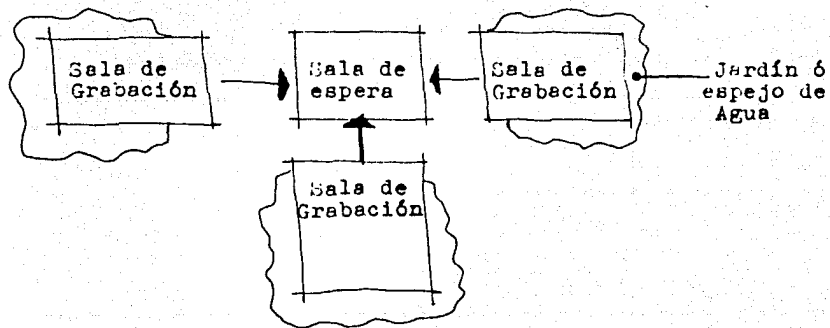 Sala de
Grabación
Sala de
espera
Sala de
Grabación
Jardín ó
espejo de
Agua
Sala de
Grabación